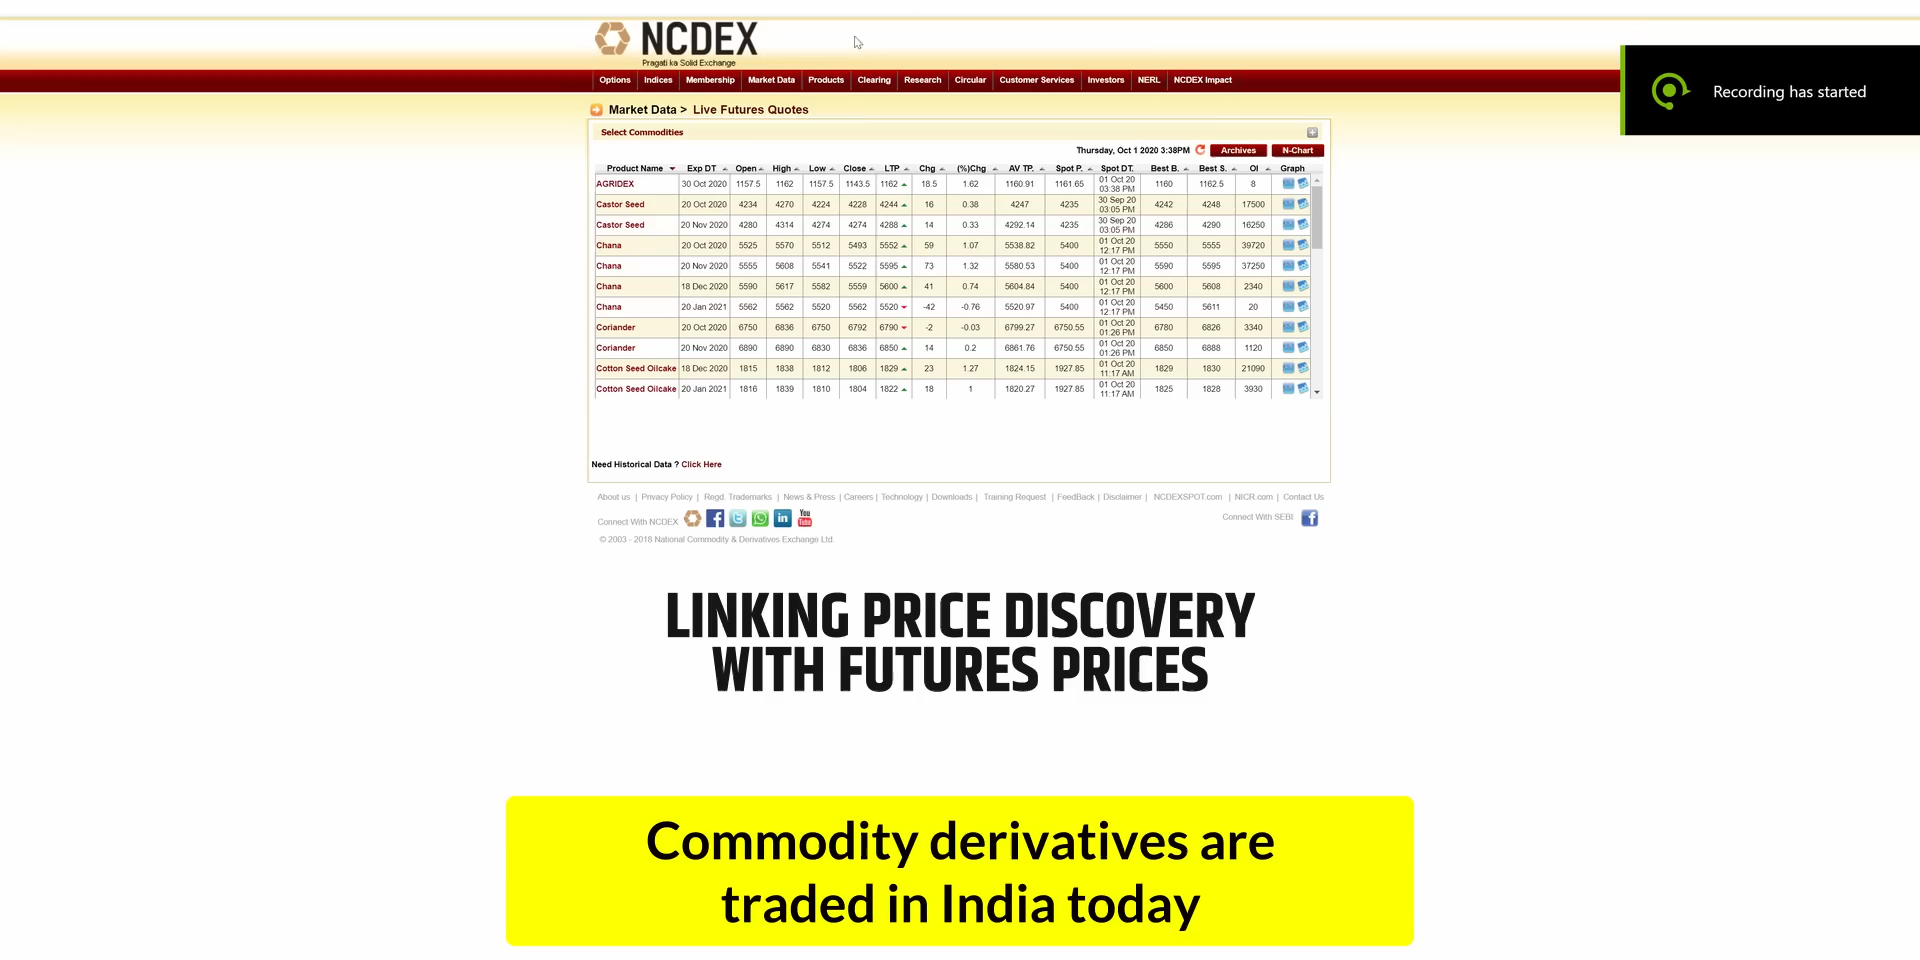 NCDEX
Pragati ka Solid Exchange
Options Indices Membership Market Data Products Clearing Research Circular Customer Services Investors NERL NCDEX Impact
Recording has started
Market Data > Live Futures Quotes
Select Commodities
Thursday, Oct 1 2020 3:38PM Archives N-Chart
Product Name Exp DT Open High Low Close LTP Chg (%)Chg AV TP. Spot P. Spot DT. Best B. Best S. OI Graph
AGRIDEX 30 Oct 2020 1157.5 1162 1157.5 1143.5 1162 18.5 1.62 1160.91 1161.65 01 Oct 20 03:38 PM 1160 1162.5 8
Castor Seed 20 Oct 2020 4234 4270 4224 4228 4244 16 0.38 4247 4235 30 Sep 20 03:05 PM 4242 4248 17500
Castor Seed 20 Nov 2020 4280 4314 4274 4274 4288 14 0.33 4292.14 4235 30 Sep 20 03:05 PM 4286 4290 16250
Chana 20 Oct 2020 5525 5570 5512 5493 5552 59 1.07 5538.82 5400 01 Oct 20 12:17 PM 5550 5555 39720
Chana 20 Nov 2020 5555 5608 5541 5522 5595 73 1.32 5580.53 5400 01 Oct 20 12:17 PM 5590 5595 37250
Chana 18 Dec 2020 5590 5617 5582 5559 5600 41 0.74 5604.84 5400 01 Oct 20 12:17 PM 5600 5608 2340
Chana 20 Jan 2021 5562 5562 5520 5562 5520 -42 -0.76 5520.97 5400 01 Oct 20 12:17 PM 5450 5611 20
Coriander 20 Oct 2020 6750 6836 6750 6792 6790 -2 -0.03 6799.27 6750.55 01 Oct 20 01:26 PM 6780 6826 3340
Coriander 20 Nov 2020 6890 6890 6830 6836 6850 14 0.2 6861.76 6750.55 01 Oct 20 01:26 PM 6850 6888 1120
Cotton Seed Oilcake 18 Dec 2020 1815 1838 1812 1806 1829 23 1.27 1824.15 1927.85 01 Oct 20 11:17 AM 1829 1830 21090
Cotton Seed Oilcake 20 Jan 2021 1816 1839 1810 1804 1822 18 1 1820.27 1927.85 01 Oct 20 11:17 AM 1825 1828 3930
Need Historical Data ? Click Here
About us | Privacy Policy | Regd. Trademarks | News & Press | Careers | Technology | Downloads | Training Request | FeedBack | Disclaimer | NCDEXSPOT.com | NICR.com | Contact Us
Connect With NCDEX You Tube Connect With SEBI
© 2003 - 2018 National Commodity & Derivatives Exchange Ltd.
LINKING PRICE DISCOVERY
WITH FUTURES PRICES
Commodity derivatives are
traded in India today